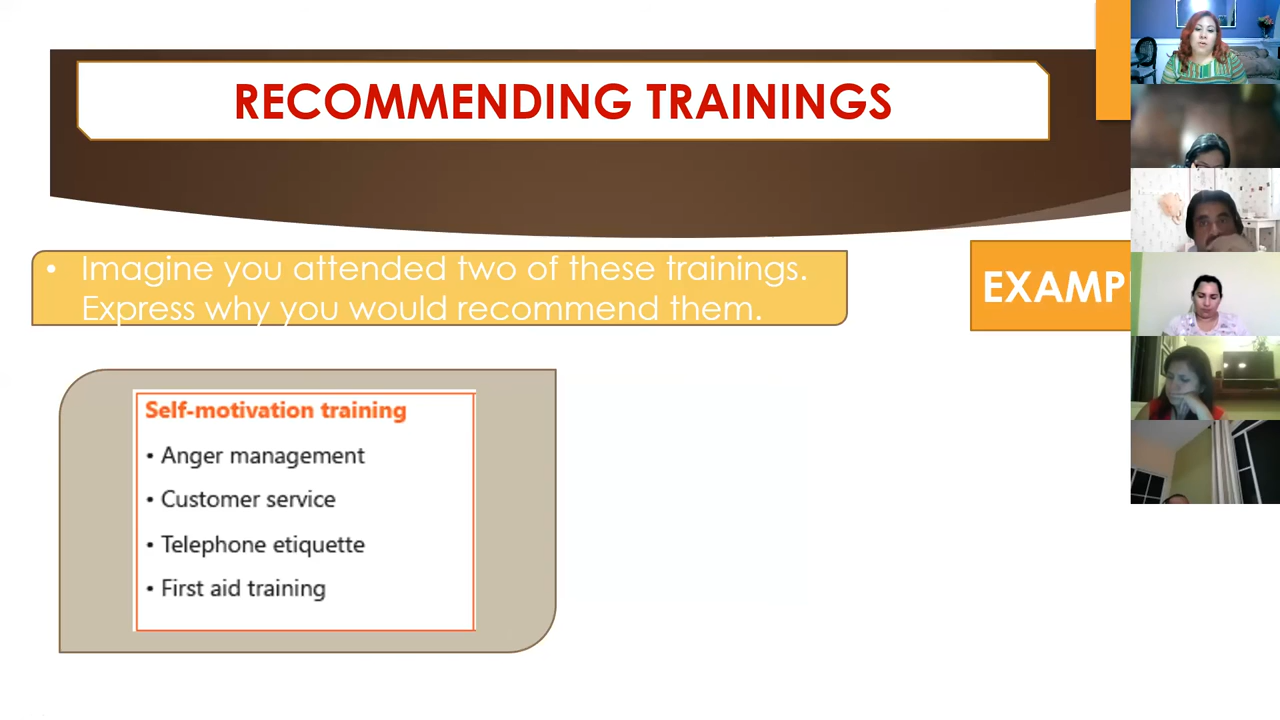 RECOMMENDING TRAININGS
• Imagine you attended two of these trainings.
Express why you would recommend them.
EXAMP
Self-motivation training
• Anger management
• Customer service
• Telephone etiquette
• First aid training